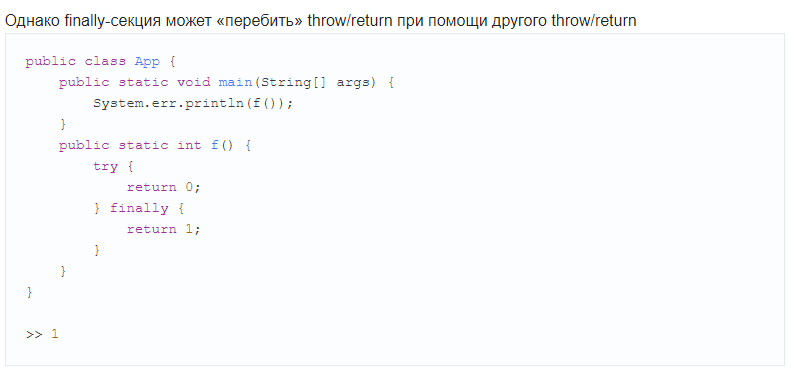 Однако finally-секция может «перебить» throw/return при помощи другого throw/return
public class App {
    public static void main(String[] args) {
        System.err.println(f());
    }
    public static int f() {
        try {
            return 0;
        } finally {
            return 1;
        }
    }
}
>> 1